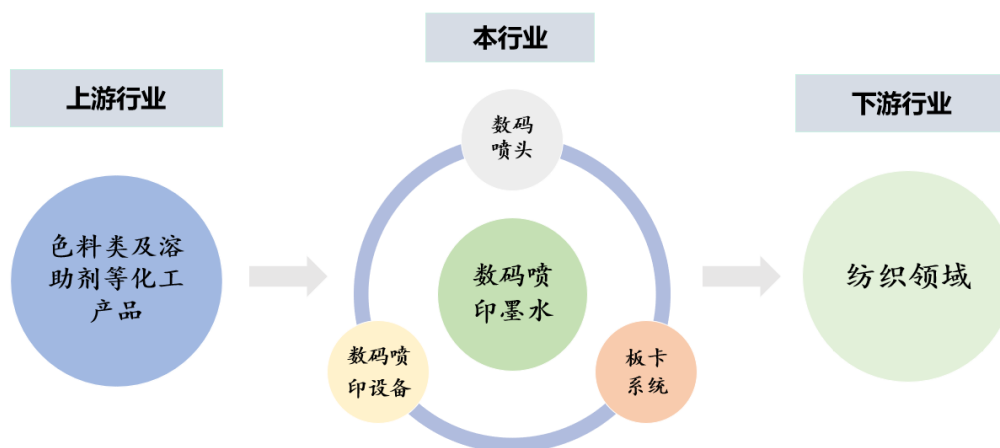 本行业
上游行业
下游行业
数码
喷头
色料类及溶
助剂等化工
产品
数码喷
印墨水
纺织领域
数码喷
印设备
板卡
系统